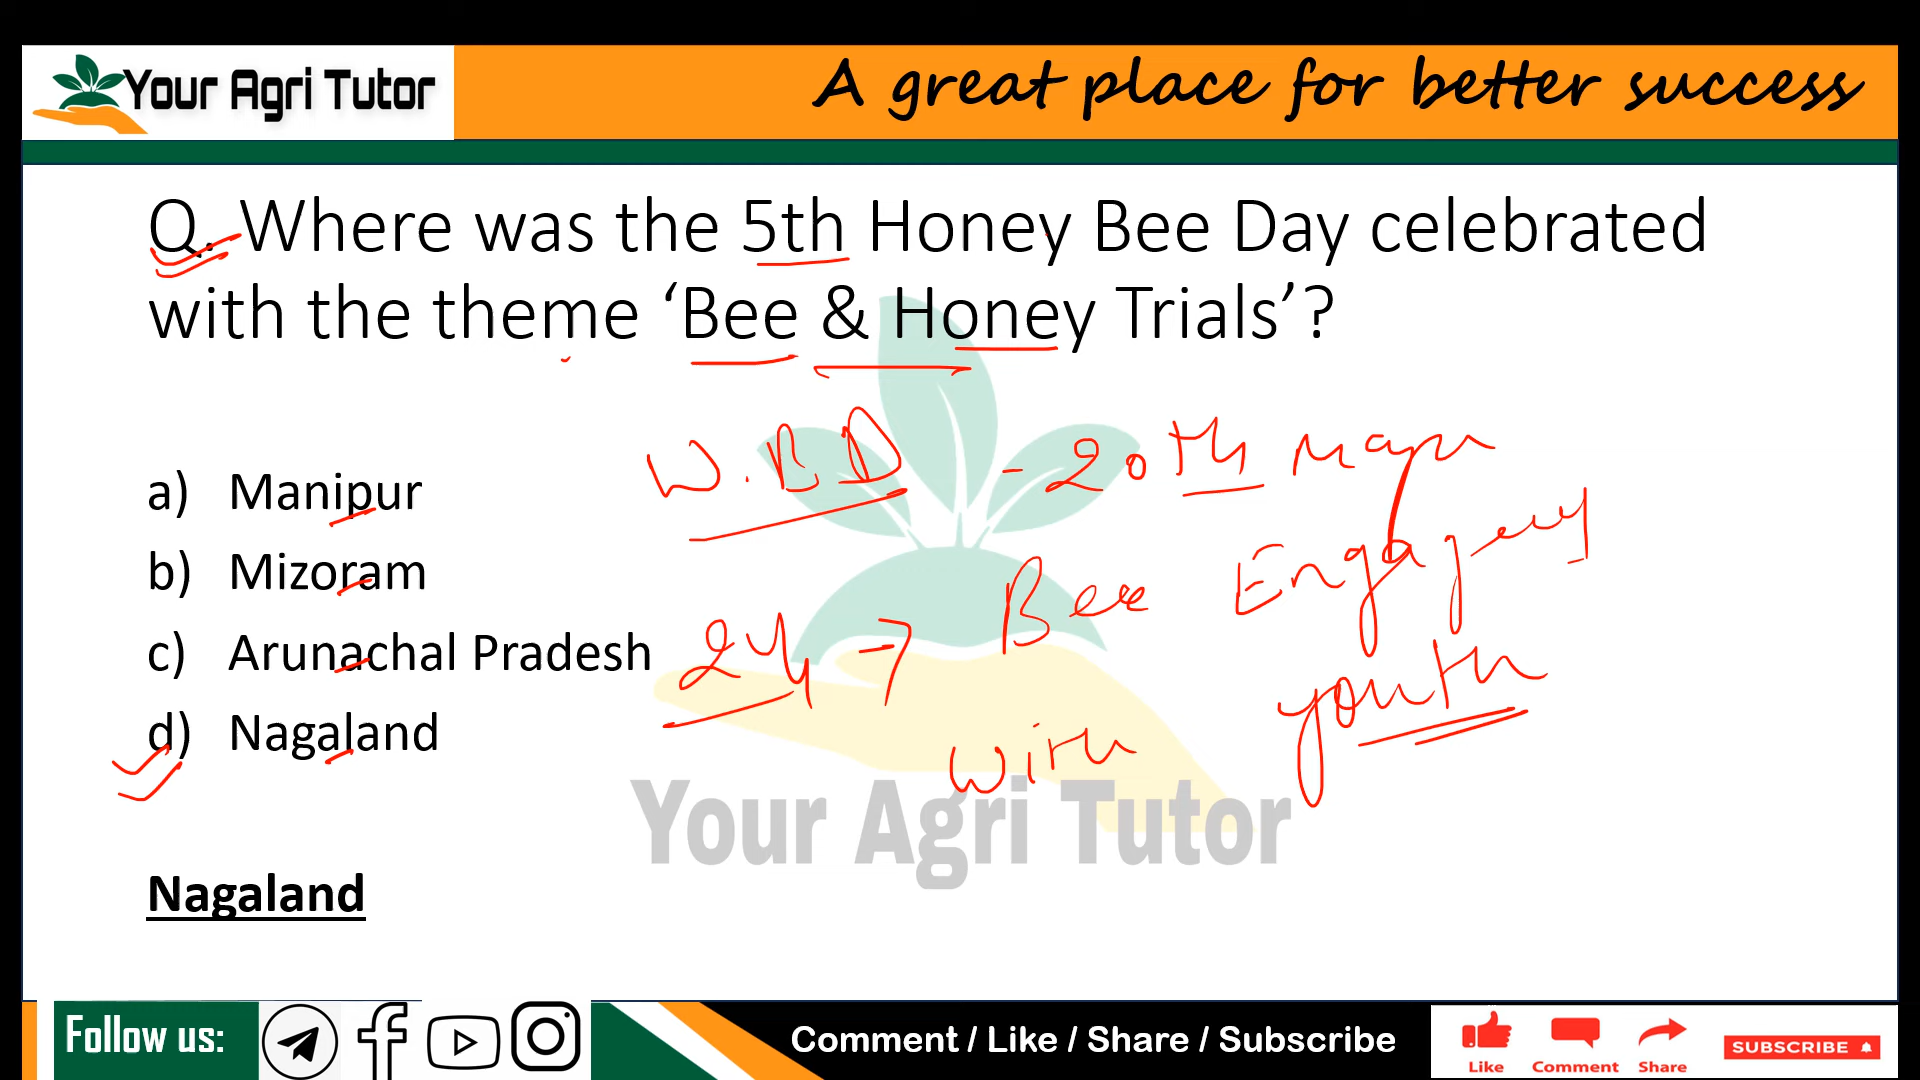 Your Agri Tutor
A great place for better success
Q. Where was the 5th Honey Bee Day celebrated
with the theme ‘Bee & Honey Trials’?
W.B.D - 20th May
a) Manipur
b) Mizoram
Bee Engag
c) Arunachal Pradesh
24 → with youth
d) Nagaland
Your Agri Tutor
Nagaland
Follow us:
Comment / Like / Share / Subscribe
Like Comment Share
SUBSCRIBE